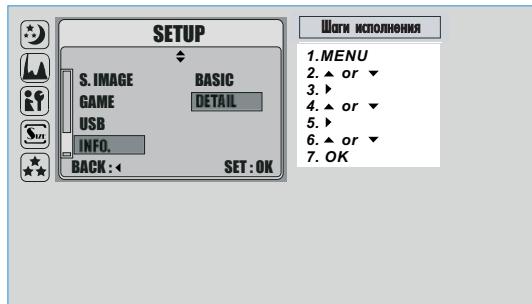 SETUP
S. IMAGE BASIC
GAME DETAIL
USB
INFO.
BACK : ◂ SET : OK
SIZE
Шаги исполнения
1. MENU
2. ▲ or ▼
3. ▸
4. ▲ or ▼
5. ▸
6. ▲ or ▼
7. OK